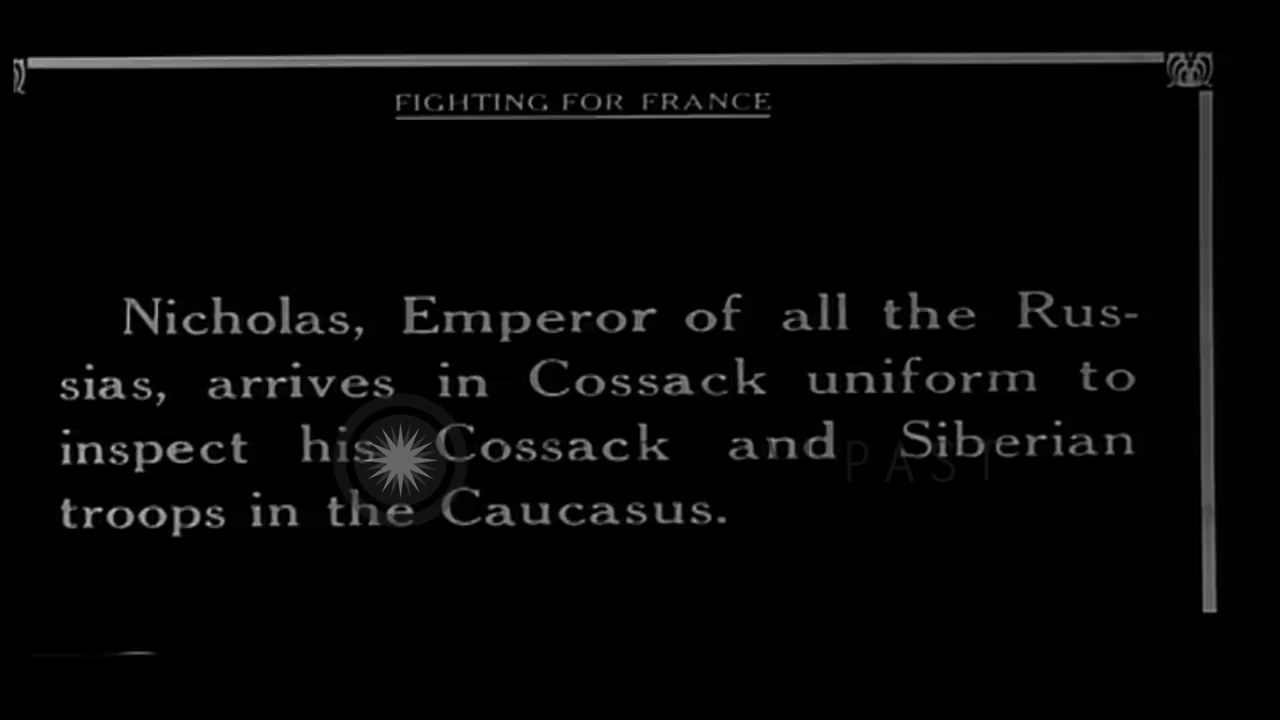 FIGHTING FOR FRANCE
Nicholas, Emperor of all the Rus-
sias, arrives in Cossack uniform to
inspect his Cossack and Siberian
troops in the Caucasus.
PAST